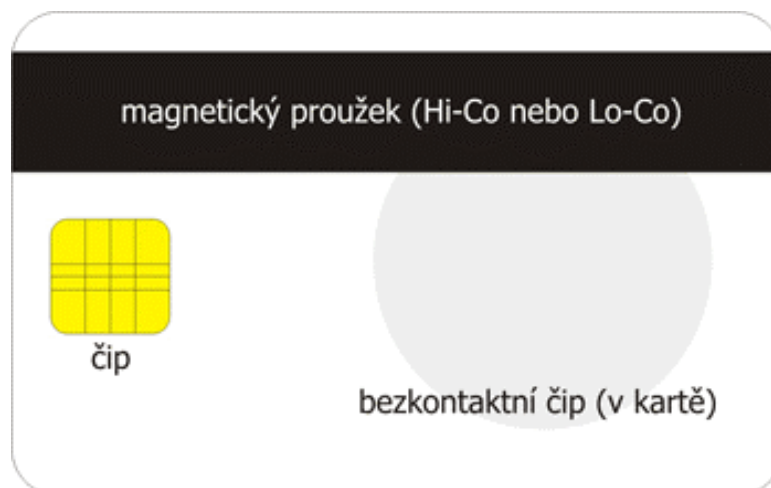 magnetický proužek (Hi-Co nebo Lo-Co)
čip
bezkontaktní čip (v kartě)